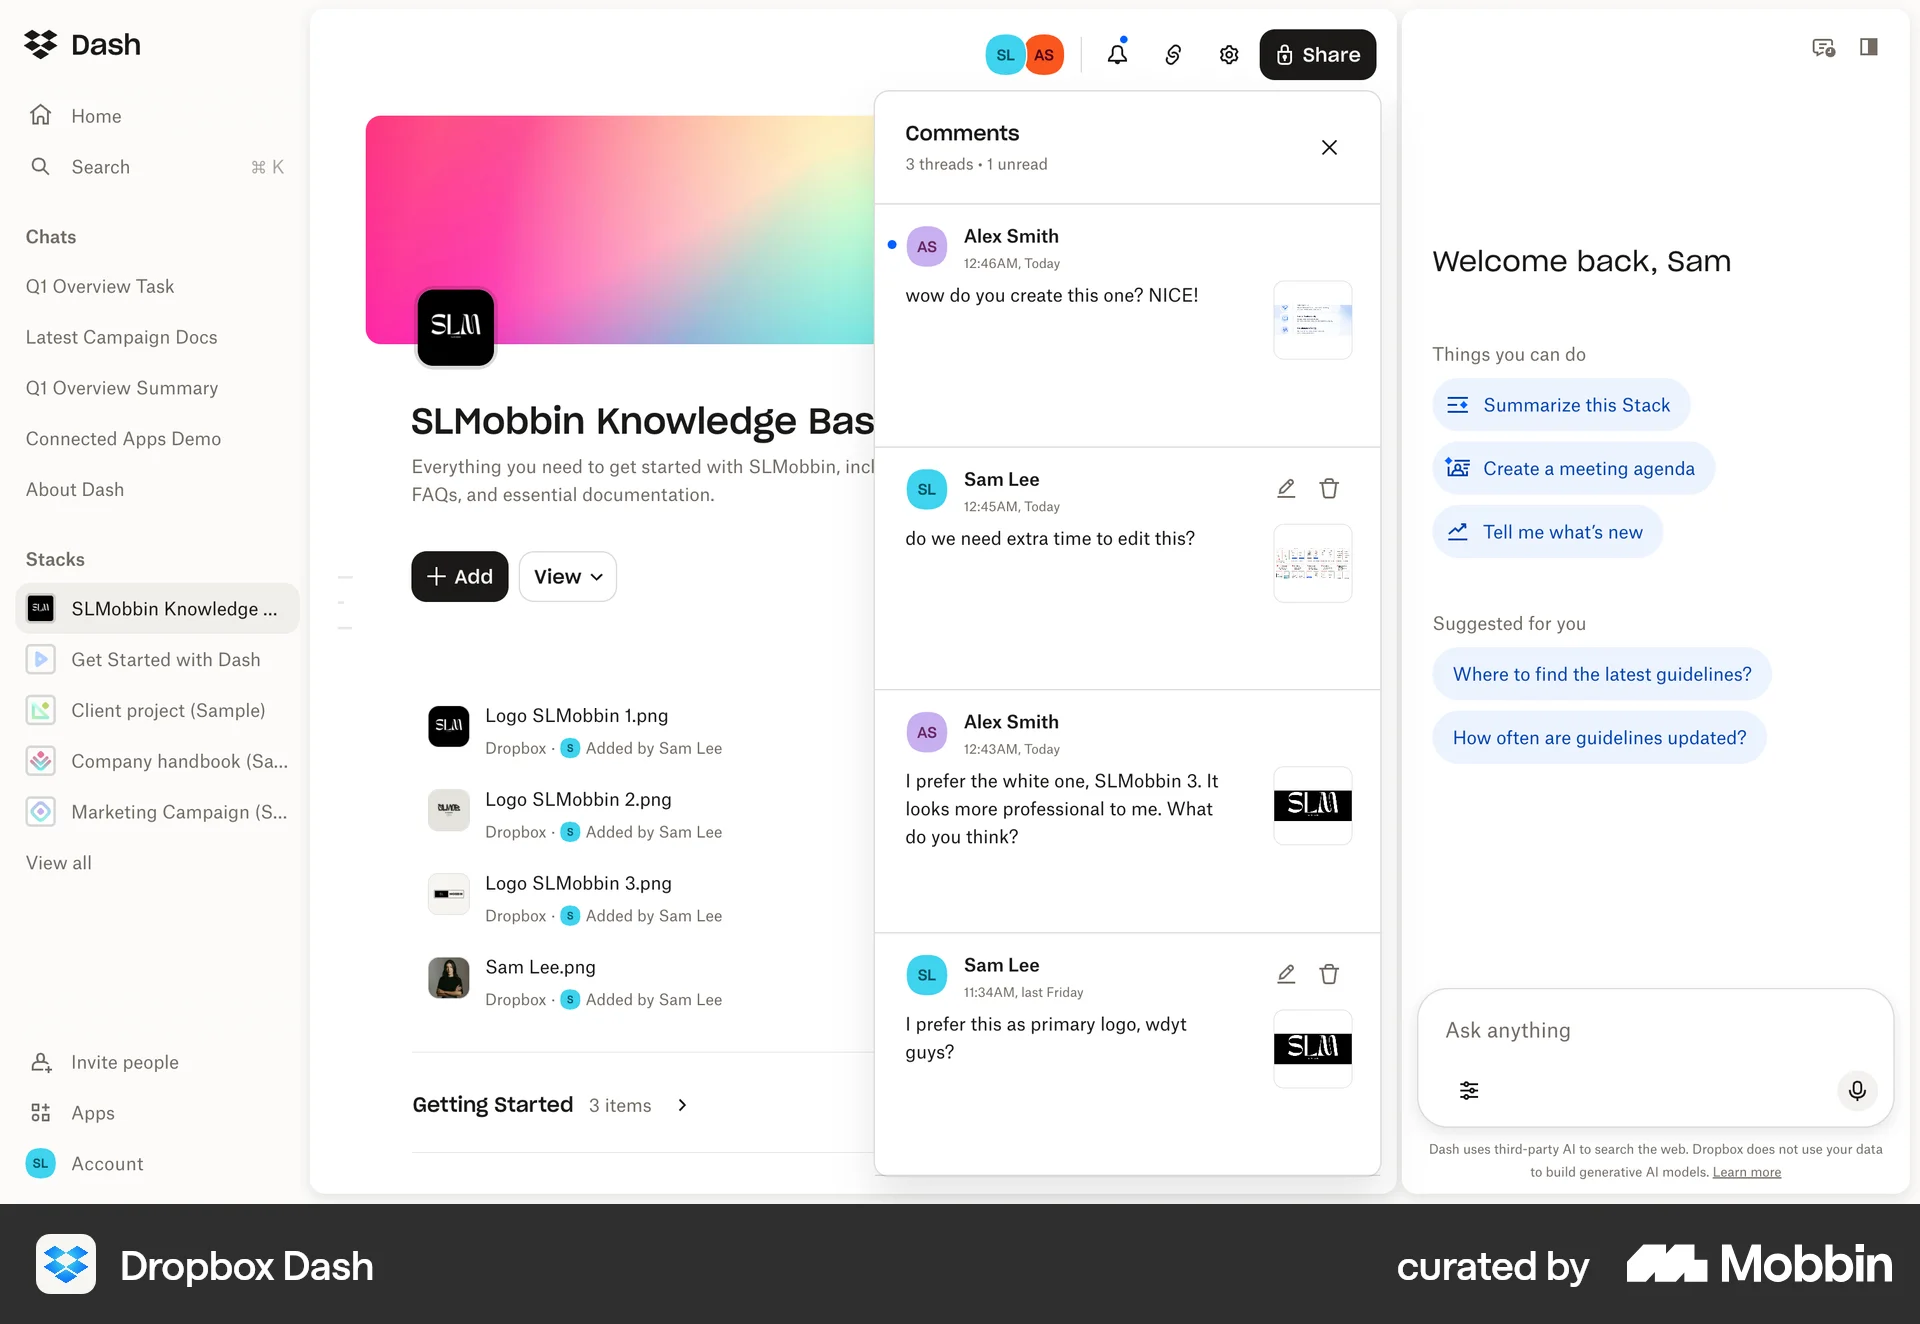 Dash
Home
Search
⌘ K
Chats
Q1 Overview Task
Latest Campaign Docs
Q1 Overview Summary
Connected Apps Demo
About Dash
Stacks
SLM
SLMobbin Knowledge ...
Get Started with Dash
Client project (Sample)
Company handbook (Sa...
Marketing Campaign (S...
View all
Invite people
Apps
SL
Account
SL
AS
Share
SLM
SLMobbin Knowledge Bas
Everything you need to get started with SLMobbin, incl
FAQs, and essential documentation.
Add
View
SLM
Logo SLMobbin 1.png
Dropbox · S Added by Sam Lee
Logo SLMobbin 2.png
Dropbox · S Added by Sam Lee
Logo SLMobbin 3.png
Dropbox · S Added by Sam Lee
Sam Lee.png
Dropbox · S Added by Sam Lee
Getting Started 3 items
Comments
3 threads • 1 unread
AS
Alex Smith
12:46AM, Today
wow do you create this one? NICE!
SL
Sam Lee
12:45AM, Today
do we need extra time to edit this?
AS
Alex Smith
12:43AM, Today
I prefer the white one, SLMobbin 3. It
looks more professional to me. What
do you think?
SLM
SL
Sam Lee
11:34AM, last Friday
I prefer this as primary logo, wdyt
guys?
SLM
Welcome back, Sam
Things you can do
Summarize this Stack
Create a meeting agenda
Tell me what's new
Suggested for you
Where to find the latest guidelines?
How often are guidelines updated?
Ask anything
Dash uses third-party AI to search the web. Dropbox does not use your data
to build generative AI models. Learn more
Dropbox Dash
curated by
Mobbin